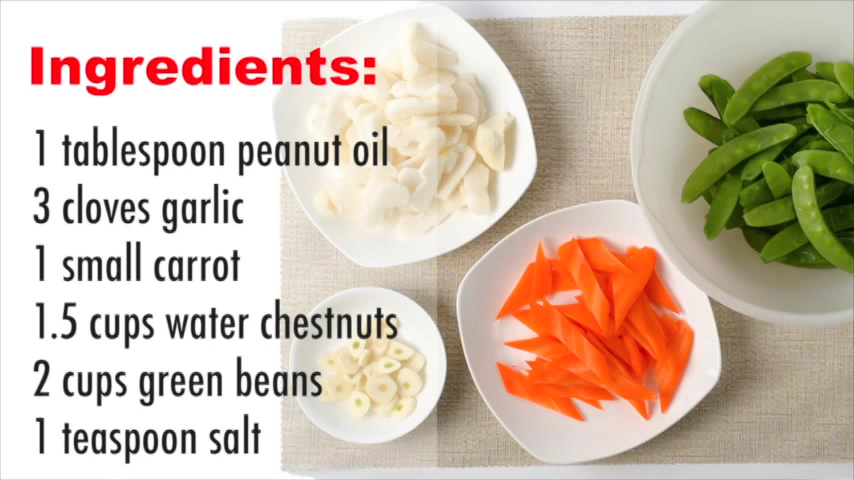 Ingredients:
1 tablespoon peanut oil
3 cloves garlic
1 small carrot
1.5 cups water chestnuts
2 cups green beans
1 teaspoon salt